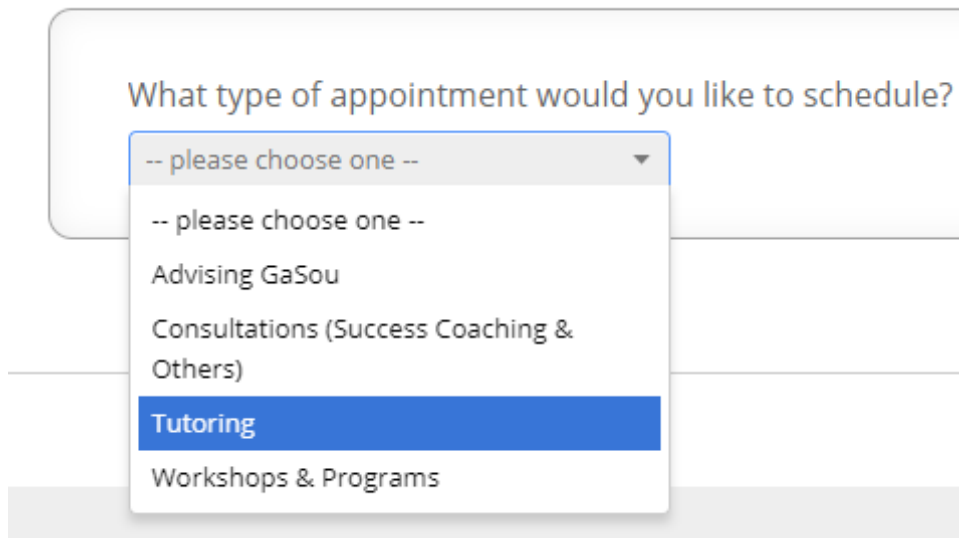 What type of appointment would you like to schedule?
-- please choose one --
-- please choose one --
Advising GaSou
Consultations (Success Coaching &
Others)
Tutoring
Workshops & Programs